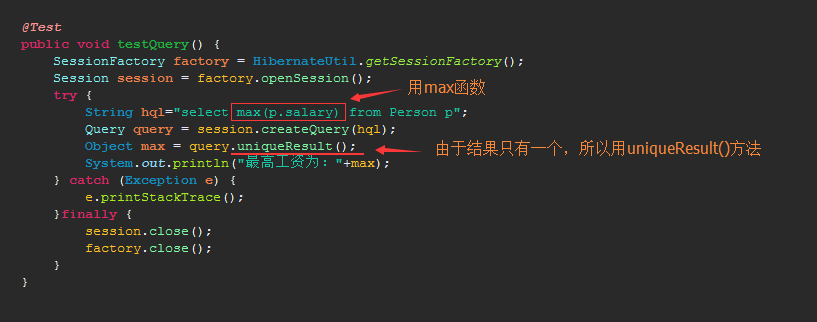 @Test
public void testQuery() {
SessionFactory factory = HibernateUtil.getSessionFactory();
Session session = factory.openSession();
用max函数
try {
String hql="select max(p.salary) from Person p";
Query query = session.createQuery(hql);
Object max = query.uniqueResult();
由于结果只有一个，所以用uniqueResult()方法
System.out.println("最高工资为："+max);
} catch (Exception e) {
e.printStackTrace();
}finally {
session.close();
factory.close();
}
}